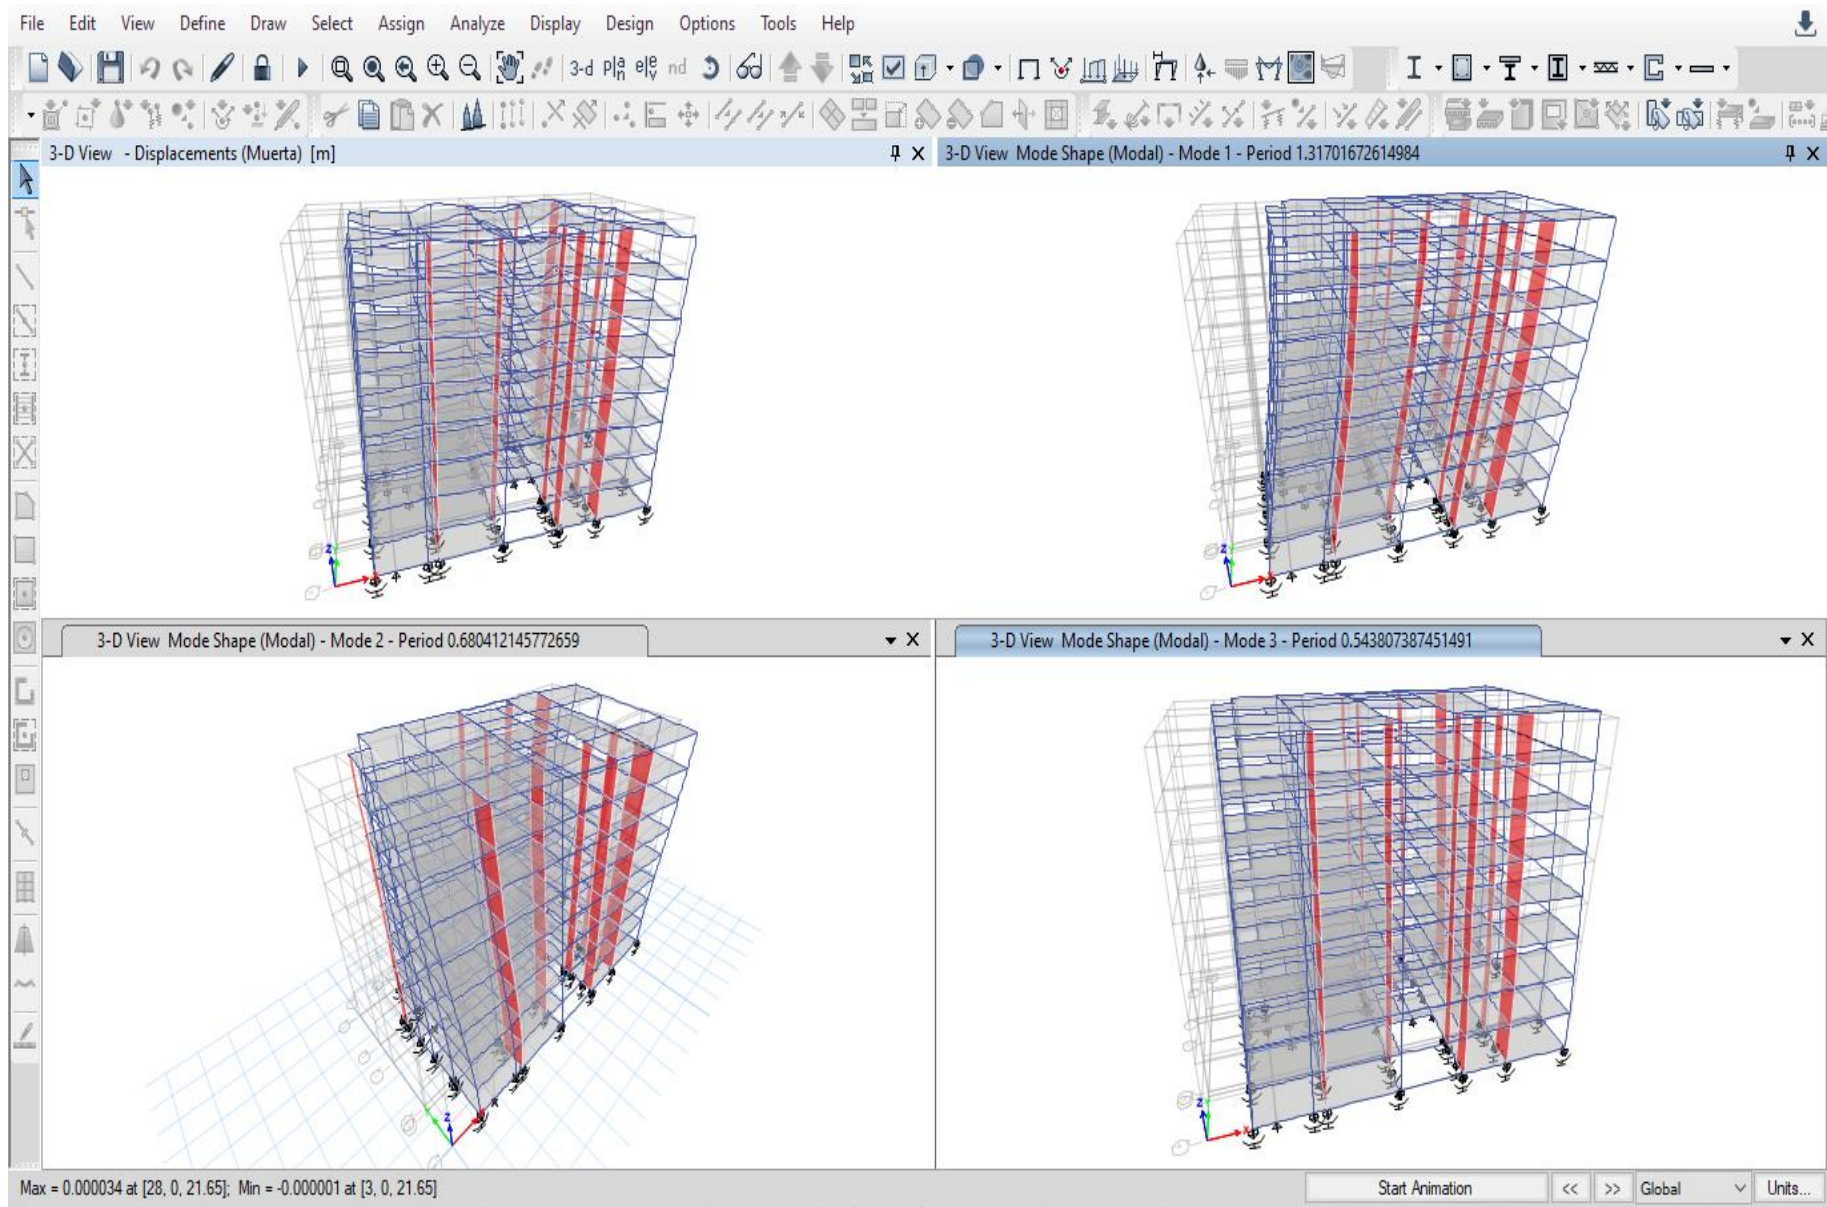 File Edit View Define Draw Select Assign Analyze Display Design Options Tools Help
3-d pla n ele v nd
3-D View - Displacements (Muerta) [m]
3-D View Mode Shape (Modal) - Mode 1 - Period 1.31701672614984
Z
X
Z
3-D View Mode Shape (Modal) - Mode 2 - Period 0.680412145772659
3-D View Mode Shape (Modal) - Mode 3 - Period 0.543807387451491
Z
Z
X
Max = 0.000034 at [28, 0, 21.65]; Min = -0.000001 at [3, 0, 21.65]
Start Animation << >> Global Units...